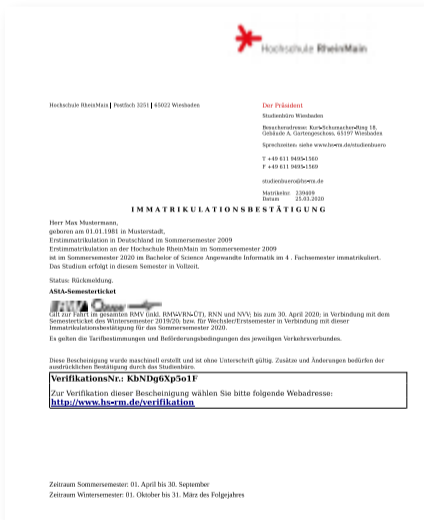 Hochschule RheinMain
Hochschule RheinMain | Postfach 3251 | 65022 Wiesbaden
Der Präsident
Studienbüro Wiesbaden
Besucheradresse: Kurt-Schumacher-Ring 18,
Gebäude A, Gartengeschoss, 65197 Wiesbaden
Sprechzeiten: siehe www.hs-rm.de/studienbuero
T +49 611 9495-1560
F +49 611 9495-1569
studienbuero@hs-rm.de
Matrikelnr. 239409
Datum 25.03.2020
IMMATRIKULATIONSBESTÄTIGUNG
Herr Max Mustermann,
geboren am 01.01.1981 in Musterstadt,
Erstimmatrikulation in Deutschland im Sommersemester 2009
Erstimmatrikulation an der Hochschule RheinMain im Sommersemester 2009
ist im Sommersemester 2020 im Bachelor of Science Angewandte Informatik im 4 . Fachsemester immatrikuliert.
Das Studium erfolgt in diesem Semester in Vollzeit.
Status: Rückmeldung.
AStA-Semesterticket
Gilt zur Fahrt im gesamten RMV (inkl. RMV-VRN-ÜT), RNN und NVV; bis zum 30. April 2020; in Verbindung mit dem
Semesterticket des Wintersemester 2019/20; bzw. für Wechsler/Erstsemester in Verbindung mit dieser
Immatrikulationsbestätigung für das Sommersemester 2020.
Es gelten die Tarifbestimmungen und Beförderungsbedingungen des jeweiligen Verkehrsverbundes.
Diese Bescheinigung wurde maschinell erstellt und ist ohne Unterschrift gültig. Zusätze und Änderungen bedürfen der
ausdrücklichen Bestätigung durch das Studienbüro.
VerifikationsNr.: KbNDg6Xp5o1F
Zur Verifikation dieser Bescheinigung wählen Sie bitte folgende Webadresse:
http://www.hs-rm.de/verifikation
Zeitraum Sommersemester: 01. April bis 30. September
Zeitraum Wintersemester: 01. Oktober bis 31. März des Folgejahres